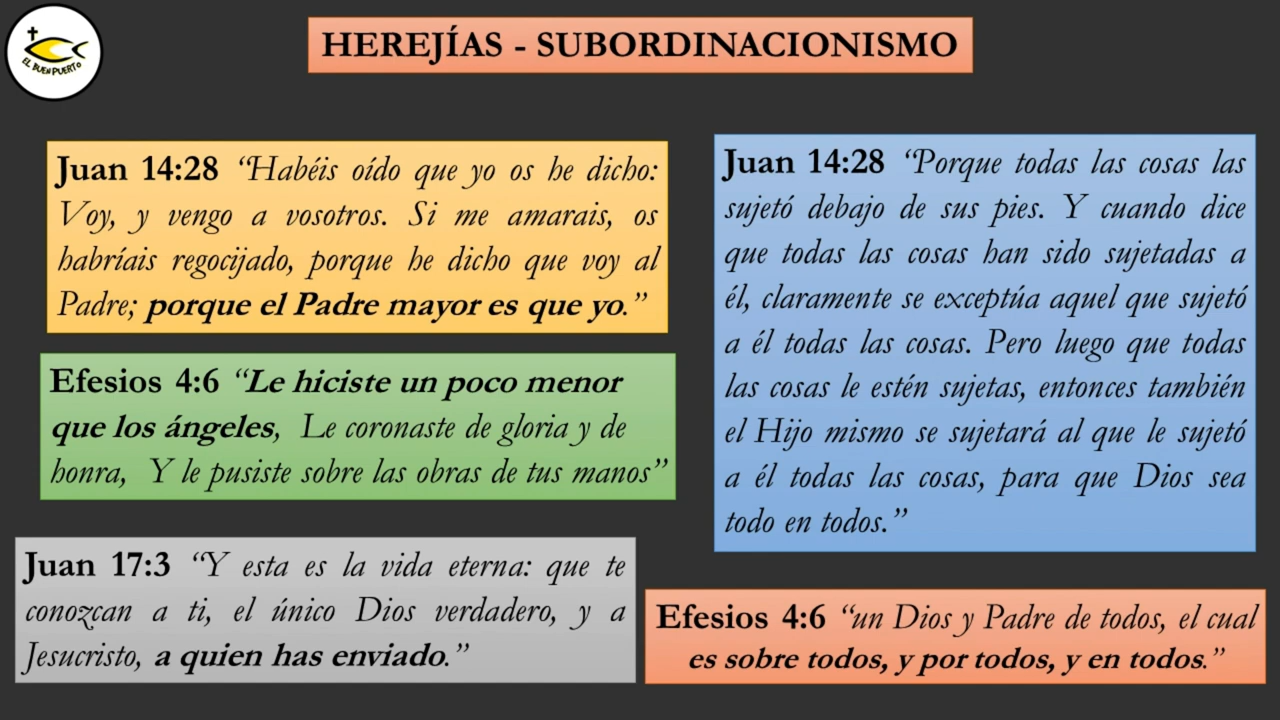 EL BUEN PUERTO
HEREJÍAS - SUBORDINACIONISMO
Juan 14:28 “Habéis oído que yo os he dicho:
Voy, y vengo a vosotros. Si me amarais, os
habríais regocijado, porque he dicho que voy al
Padre; porque el Padre mayor es que yo.”
Efesios 4:6 “Le hiciste un poco menor
que los ángeles, Le coronaste de gloria y de
honra, Y le pusiste sobre las obras de tus manos”
Juan 17:3 “Y esta es la vida eterna: que te
conozcan a ti, el único Dios verdadero, y a
Jesucristo, a quien has enviado.”
Juan 14:28 “Porque todas las cosas las
sujetó debajo de sus pies. Y cuando dice
que todas las cosas han sido sujetadas a
él, claramente se exceptúa aquel que sujetó
a él todas las cosas. Pero luego que todas
las cosas le estén sujetas, entonces también
el Hijo mismo se sujetará al que le sujetó
a él todas las cosas, para que Dios sea
todo en todos.”
Efesios 4:6 “un Dios y Padre de todos, el cual
es sobre todos, y por todos, y en todos.”